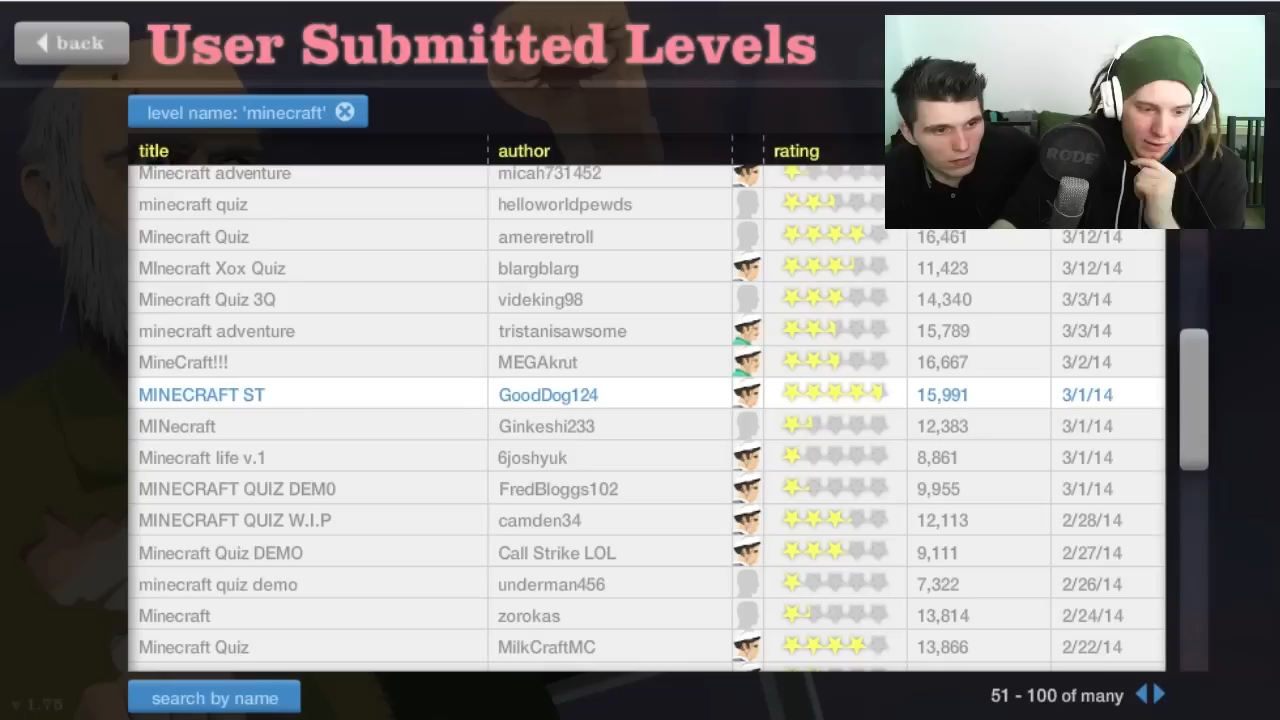 back
User Submitted Levels
level name: 'minecraft'
title author rating
Minecraft adventure micah731452
minecraft quiz helloworldpewds
Minecraft Quiz amereretroll 16,461 3/12/14
MInecraft Xox Quiz blargblarg 11,423 3/12/14
Minecraft Quiz 3Q videking98 14,340 3/3/14
minecraft adventure tristanisawsome 15,789 3/3/14
MineCraft!!! MEGAkrut 16,667 3/2/14
MINECRAFT ST GoodDog124 15,991 3/1/14
MINecraft Ginkeshi233 12,383 3/1/14
Minecraft life v.1 6joshyuk 8,861 3/1/14
MINECRAFT QUIZ DEM0 FredBloggs102 9,955 3/1/14
MINECRAFT QUIZ W.I.P camden34 12,113 2/28/14
Minecraft Quiz DEMO Call Strike LOL 9,111 2/27/14
minecraft quiz demo underman456 7,322 2/26/14
Minecraft zorokas 13,814 2/24/14
Minecraft Quiz MilkCraftMC 13,866 2/22/14
search by name
51 - 100 of many
v 1.75
RODE